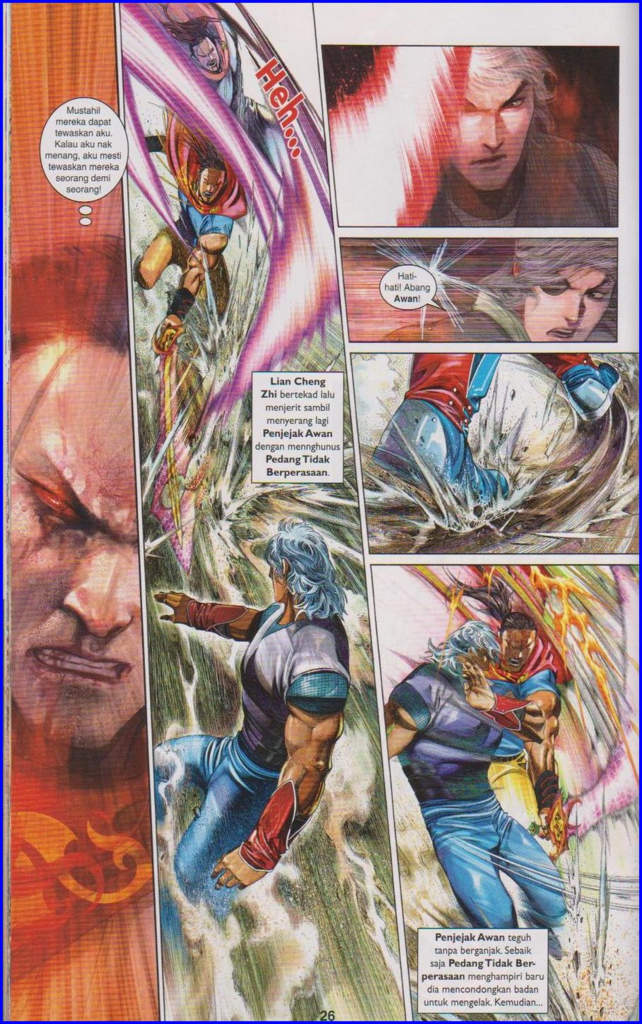 Mustahil
mereka dapat
tewaskan aku.
Kalau aku nak
menang, aku mesti
tewaskan mereka
seorang demi
seorang!
Heh...
Hati-
hati! Abang
Awan!
Lian Cheng
Zhi bertekad lalu
menjerit sambil
menyerang lagi
Penjejak Awan
dengan mennghunus
Pedang Tidak
Berperasaan.
Penjejak Awan teguh
tanpa berganjak. Sebaik
saja Pedang Tidak Ber-
perasaan menghampiri baru
dia mencondongkan badan
untuk mengelak. Kemudian...
26